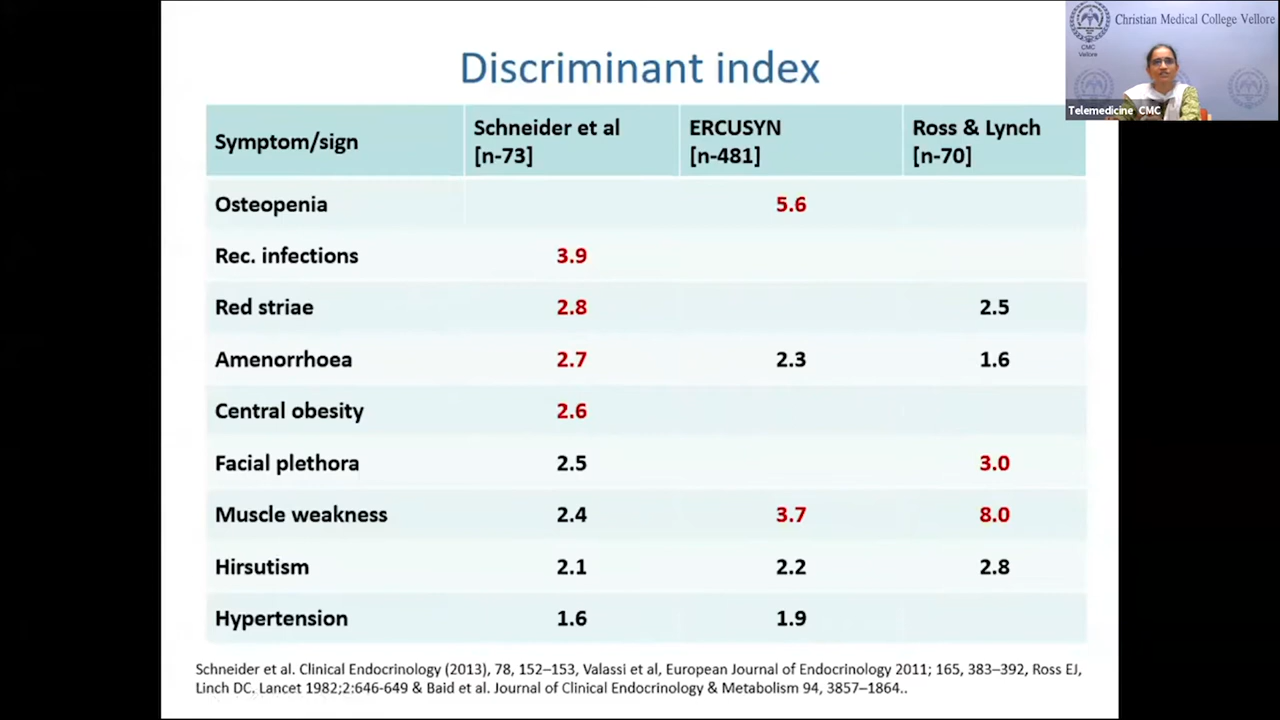 Christian Medical College Vellore
CMC
Vellore
Telemedicine CMC
Discriminant index
Symptom/sign Schneider et al [n-73] ERCUSYN [n-481] Ross & Lynch [n-70]
Osteopenia 5.6
Rec. infections 3.9
Red striae 2.8 2.5
Amenorrhoea 2.7 2.3 1.6
Central obesity 2.6
Facial plethora 2.5 3.0
Muscle weakness 2.4 3.7 8.0
Hirsutism 2.1 2.2 2.8
Hypertension 1.6 1.9
Schneider et al. Clinical Endocrinology (2013), 78, 152–153, Valassi et al, European Journal of Endocrinology 2011; 165, 383–392, Ross EJ,
Linch DC. Lancet 1982;2:646-649 & Baid et al. Journal of Clinical Endocrinology & Metabolism 94, 3857–1864..